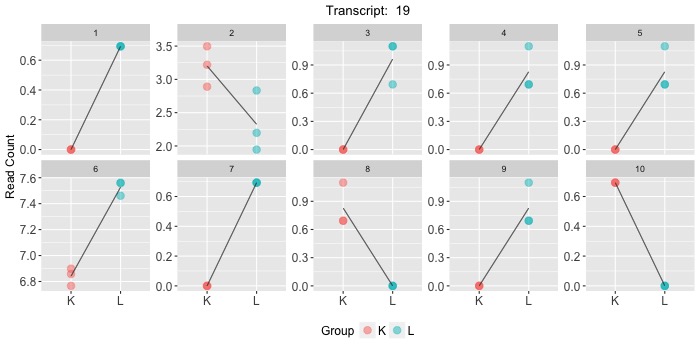 Transcript: 19
Read Count
1 2 3 4 5
0.6 3.5 0.9 0.9 0.9
0.4 3.0 0.6 0.6 0.6
0.2 2.5 0.3 0.3 0.3
0.0 2.0 0.0 0.0 0.0
6 7 8 9 10
7.6 0.6 0.9 0.9 0.6
7.4 0.4 0.6 0.6 0.4
7.2 0.2 0.3 0.3 0.2
7.0 0.0 0.0 0.0 0.0
6.8
K L K L K L K L K L
Group K L